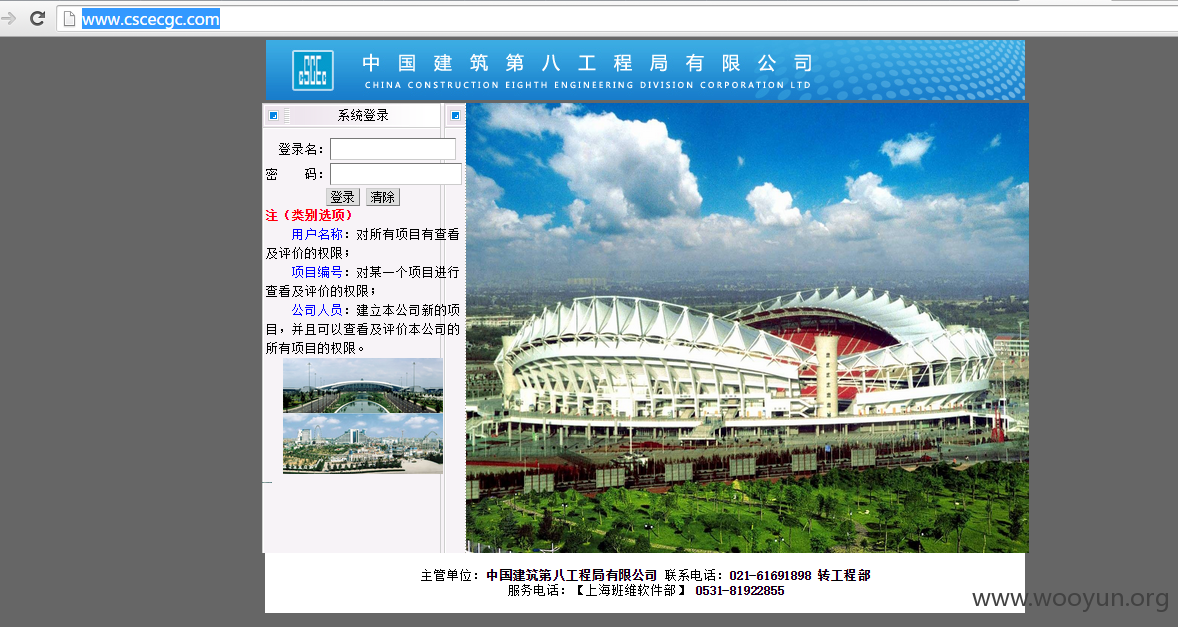 www.cscecgc.com
中国建筑第八工程局有限公司
CHINA CONSTRUCTION EIGHTH ENGINEERING DIVISION CORPORATION LTD
系统登录
登录名：
密 码：
登录 清除
注（类别选项）
用户名称：对所有项目有查看
及评价的权限；
项目编号：对某一个项目进行
查看及评价的权限；
公司人员：建立本公司新的项
目，并且可以查看及评价本公司的
所有项目的权限。
主管单位：中国建筑第八工程局有限公司 联系电话：021-61691898 转工程部
服务电话：【上海班维软件部】 0531-81922855
www.wooyun.org